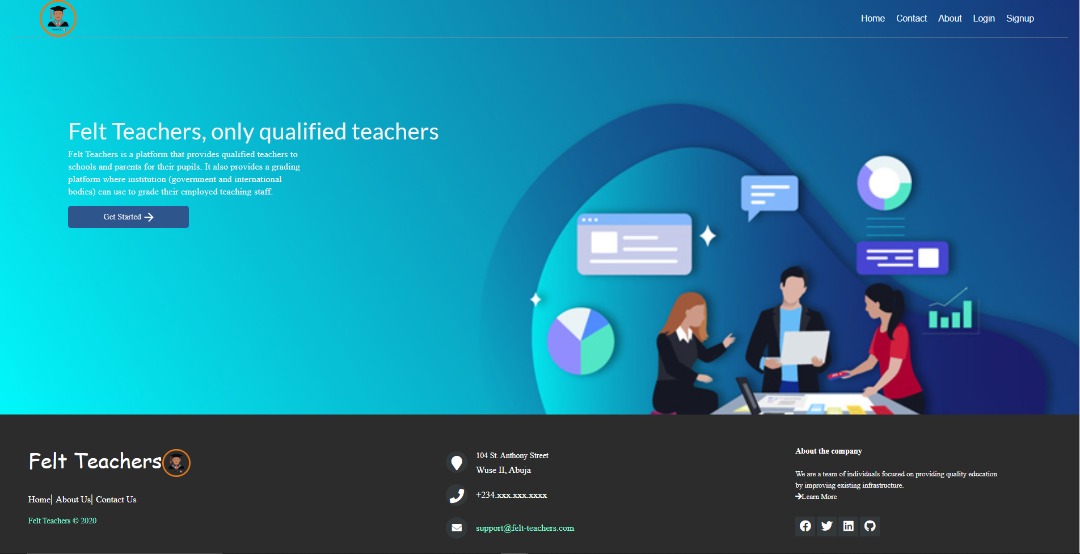 Home Contact About Login Signup
Felt Teachers, only qualified teachers
Felt Teachers is a platform that provides qualified teachers to
schools and parents for their pupils. It also provides a grading
platform where institution (government and international
bodies) can use to grade their employed teaching staff.
Get Started
Felt Teachers
Home| About Us| Contact Us
Felt Teachers © 2020
104 St. Anthony Street
Wuse II, Abuja
+234.xxx.xxx.xxxx
support@felt-teachers.com
About the company
We are a team of individuals focused on providing quality education
by improving existing infrastructure.
Learn More